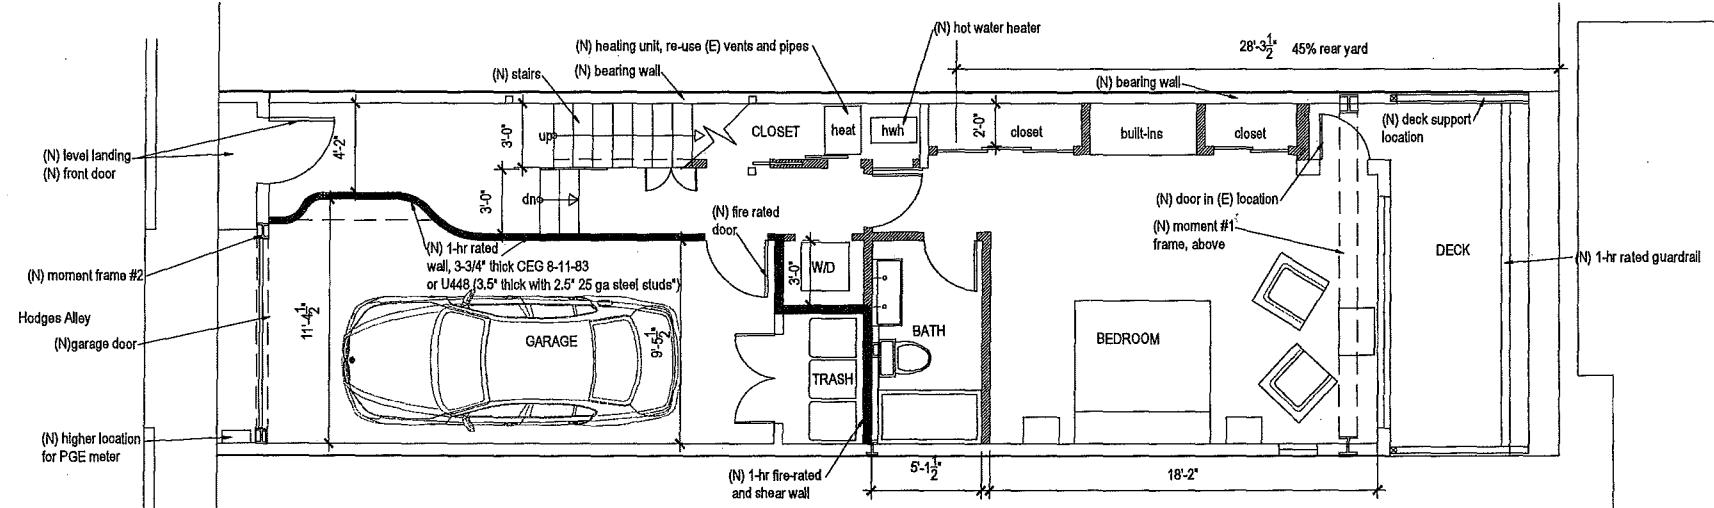 (N) hot water heater
(N) heating unit, re-use (E) vents and pipes
28'-3 1/2" 45% rear yard
(N) stairs
(N) bearing wall
(N) bearing wall
up
3'-0"
CLOSET
heat
hwh
2'-0"
closet
built-ins
closet
(N) deck support
location
4'-2"
(N) level landing
(N) front door
dn
3'-0"
(N) door in (E) location
(N) moment #1
frame, above
(N) fire rated
door
(N) 1-hr rated
wall, 3-3/4" thick CEG 8-11-83
or U448 (3.5" thick with 2.5" 25 ga steel studs")
W/D
3'-0"
DECK
(N) 1-hr rated guardrail
(N) moment frame #2
Hodges Alley
(N)garage door
11'-4 1/2"
GARAGE
9'-5 1/2"
BATH
BEDROOM
TRASH
(N) higher location
for PGE meter
(N) 1-hr fire-rated
and shear wall
5'-1 1/2"
18'-2"